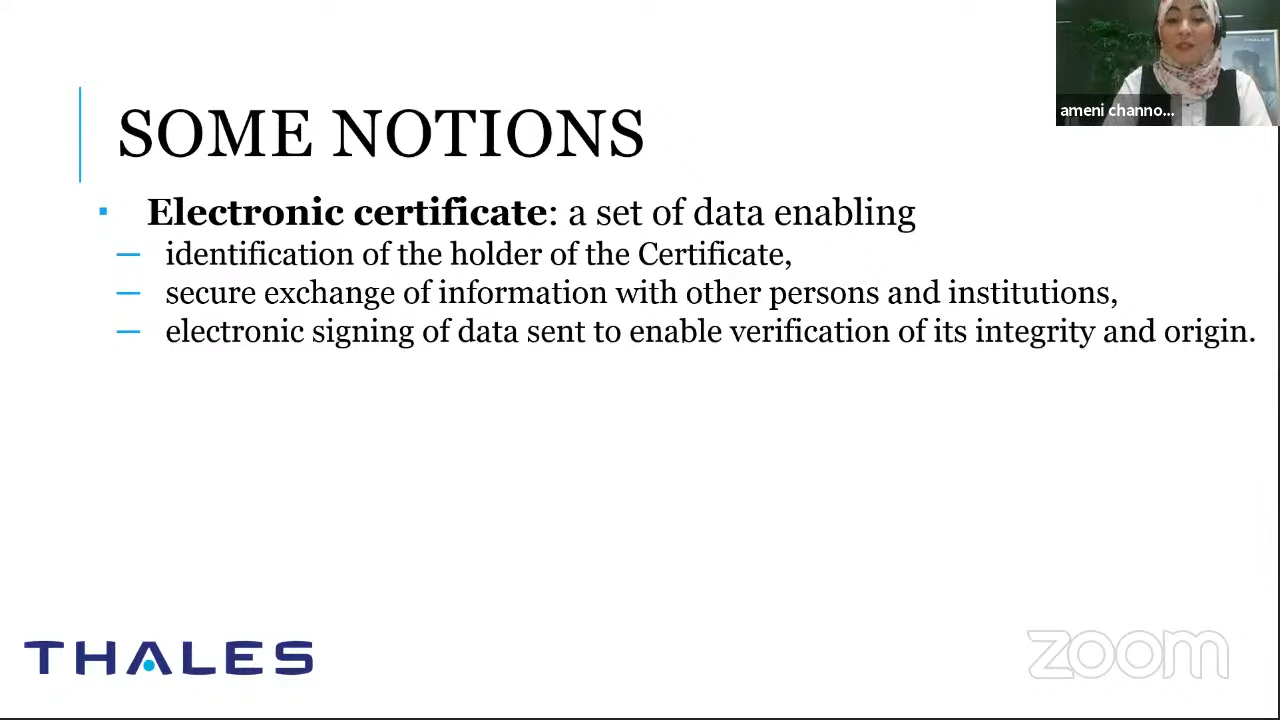 ameni channo...
SOME NOTIONS
Electronic certificate: a set of data enabling
identification of the holder of the Certificate,
secure exchange of information with other persons and institutions,
electronic signing of data sent to enable verification of its integrity and origin.
THALES
zoom
THALES